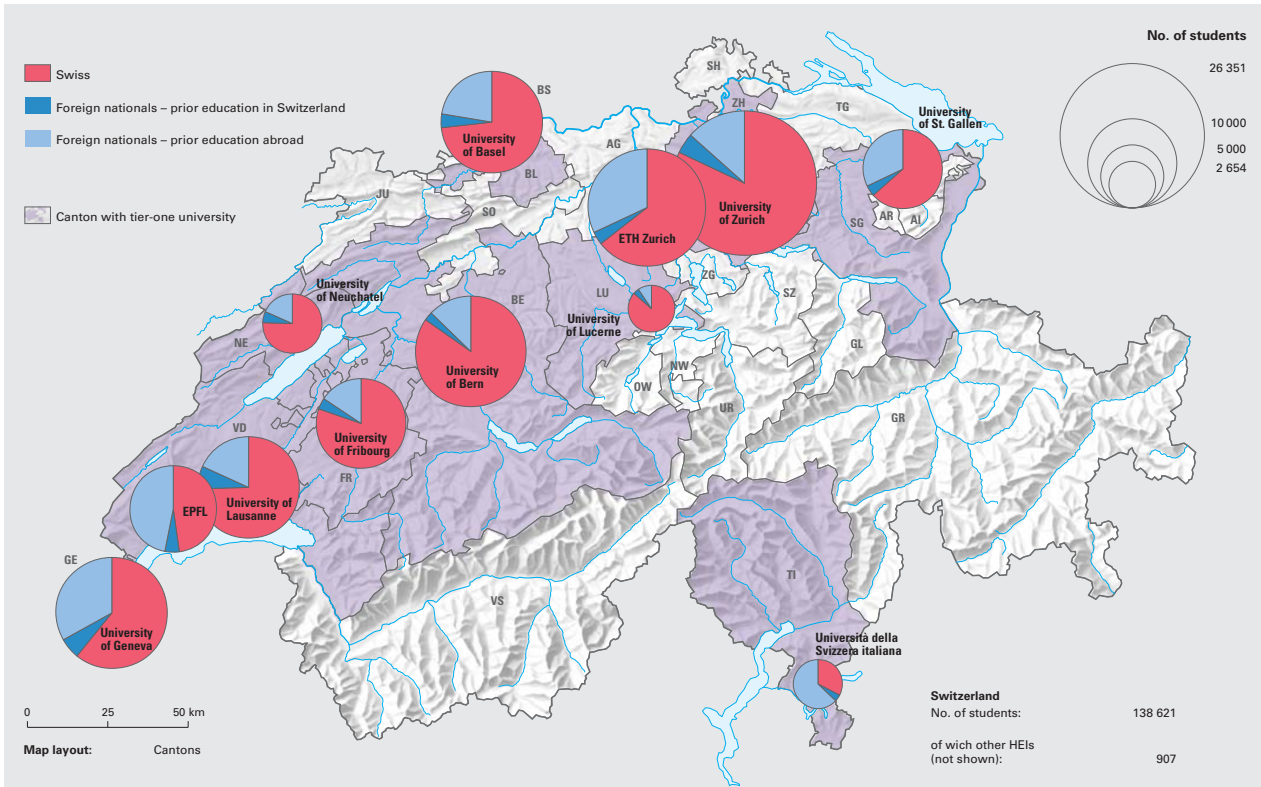 Swiss
Foreign nationals – prior education in Switzerland
Foreign nationals – prior education abroad
Canton with tier-one university
No. of students
26 351
10 000
5 000
2 654
SH
BS
ZH
TG
University
of St. Gallen
University
of Basel
AG
BL
JU
SO
University
of Zurich
ETH Zurich
SG
AR
AI
University
of Neuchatel
BE
LU
ZG
SZ
University
of Lucerne
NE
GL
University
of Bern
OW
NW
UR
GR
VD
University
of Fribourg
FR
University of
Lausanne
EPFL
GE
TI
VS
University
of Geneva
Università della
Svizzera italiana
0 25 50 km
Map layout: Cantons
Switzerland
No. of students: 138 621
of wich other HEIs
(not shown): 907